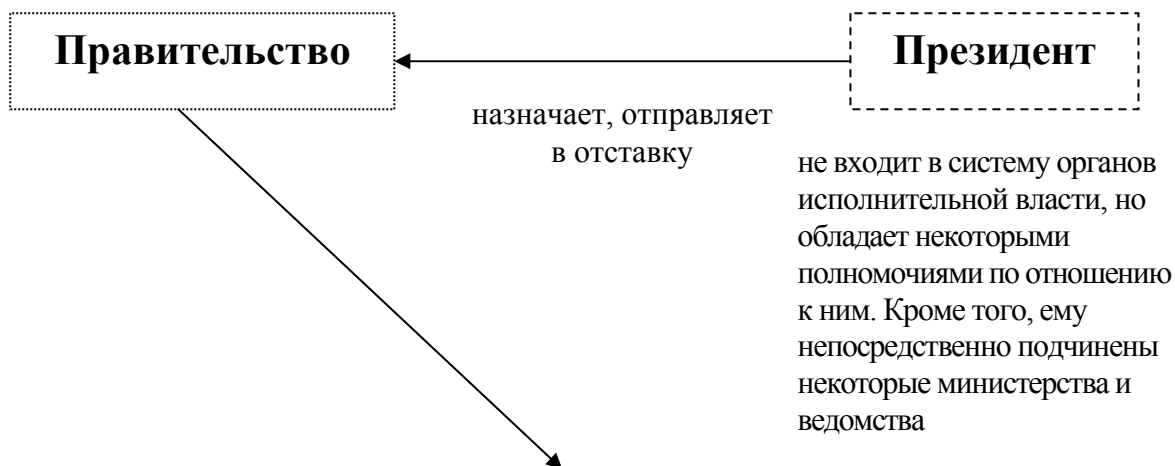 Правительство
Президент
назначает, отправляет
в отставку
не входит в систему органов
исполнительной власти, но
обладает некоторыми
полномочиями по отношению
к ним. Кроме того, ему
непосредственно подчинены
некоторые министерства и
ведомства